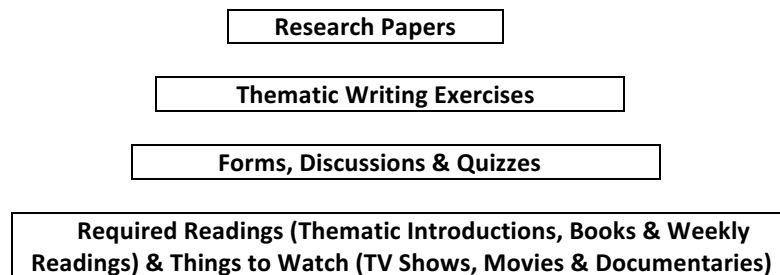 Research Papers
Thematic Writing Exercises
Forms, Discussions & Quizzes
Required Readings (Thematic Introductions, Books & Weekly
Readings) & Things to Watch (TV Shows, Movies & Documentaries)